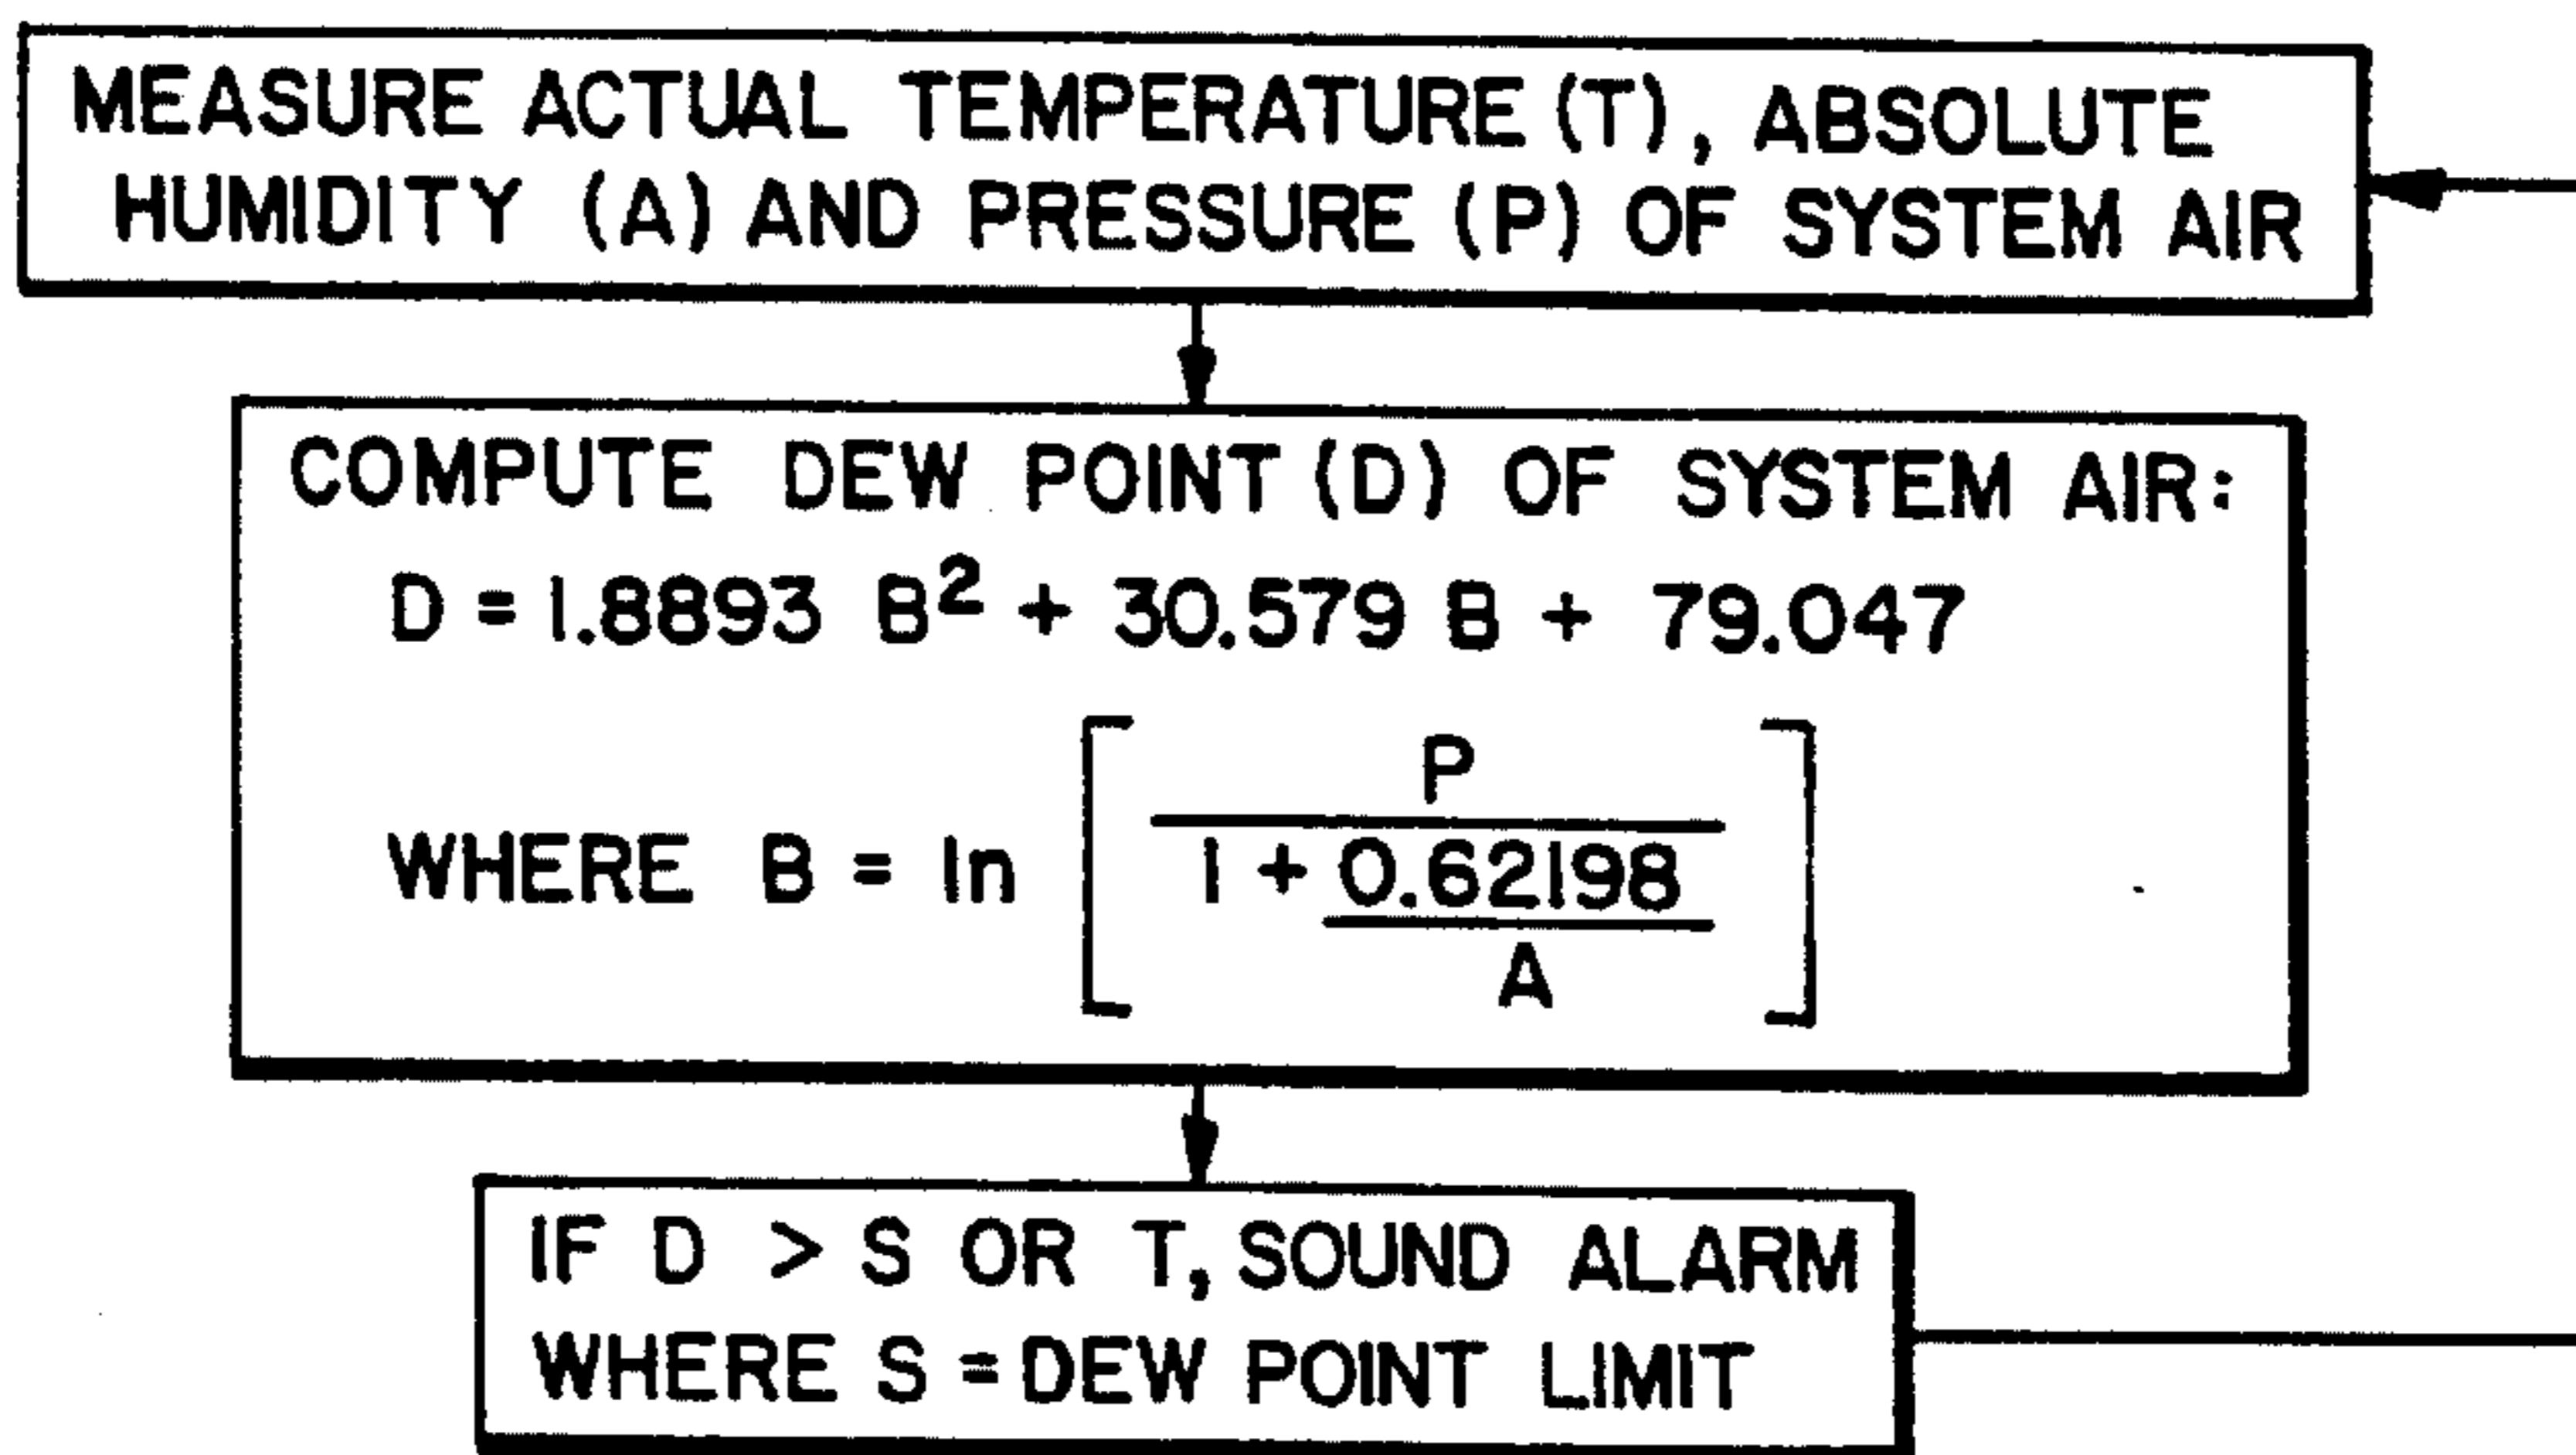 MEASURE ACTUAL TEMPERATURE (T), ABSOLUTE
HUMIDITY (A) AND PRESSURE (P) OF SYSTEM AIR
COMPUTE DEW POINT (D) OF SYSTEM AIR:
D = 1.8893 B² + 30.579 B + 79.047
P
WHERE B = ln [ 1 + 0.62198 ]
A
IF D > S OR T, SOUND ALARM
WHERE S = DEW POINT LIMIT